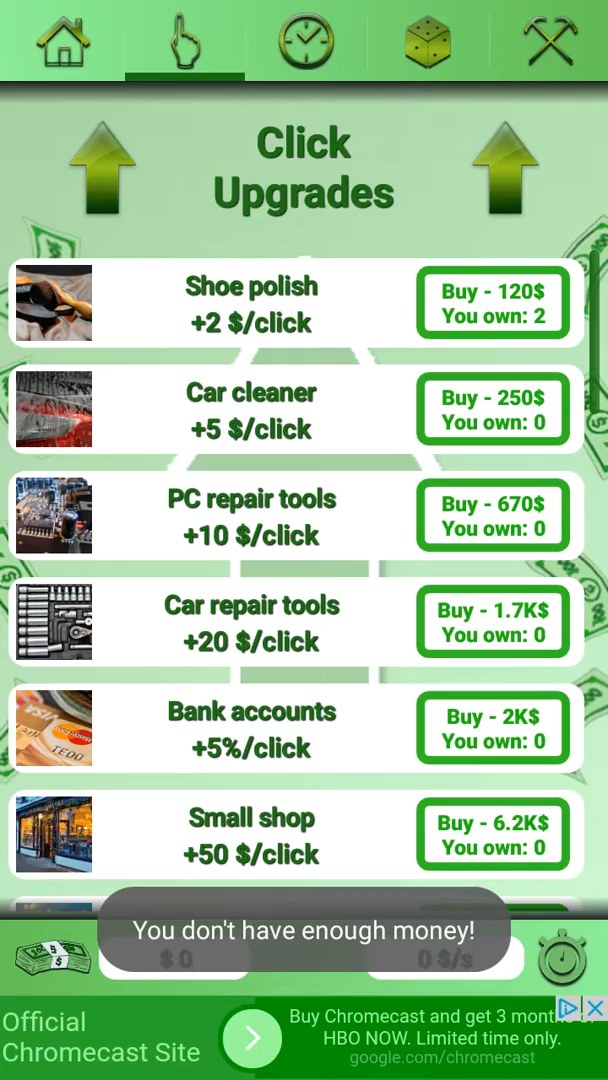 Click
Upgrades
Shoe polish
+2 $/click
Buy - 120$
You own: 2
Car cleaner
+5 $/click
Buy - 250$
You own: 0
PC repair tools
+10 $/click
Buy - 670$
You own: 0
Car repair tools
+20 $/click
Buy - 1.7K$
You own: 0
Bank accounts
+5%/click
Buy - 2K$
You own: 0
Small shop
+50 $/click
Buy - 6.2K$
You own: 0
You don't have enough money!
$ 0
0 $/s
Official
Chromecast Site
Buy Chromecast and get 3 months of
HBO NOW. Limited time only.
google.com/chromecast